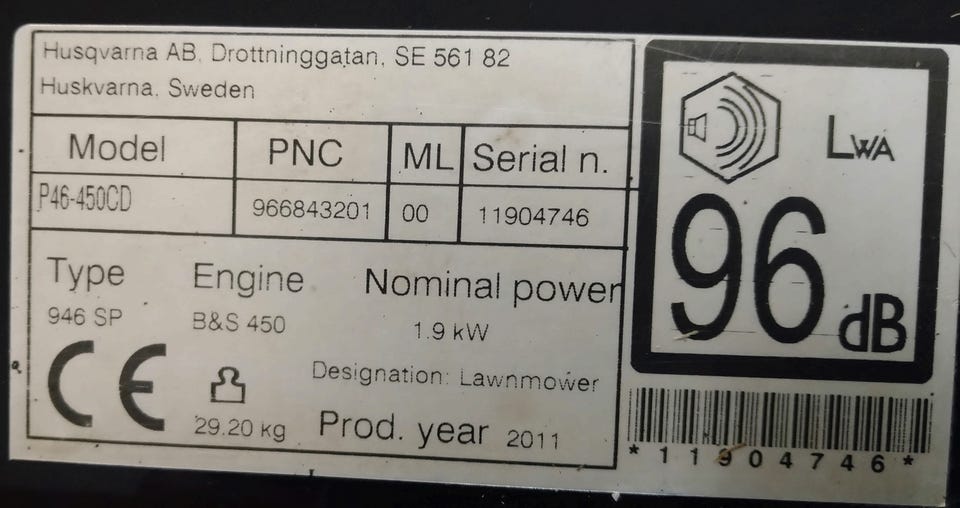 Husqvarna AB, Drottninggatan, SE 561 82
Huskvarna, Sweden
Model PNC ML Serial n.
P46-450CD 966843201 00 11904746
Type Engine Nominal power
946 SP B&S 450 1.9 kW
CE
Designation: Lawnmower
29.20 kg Prod. year 2011
LWA
96 dB
*11904746*